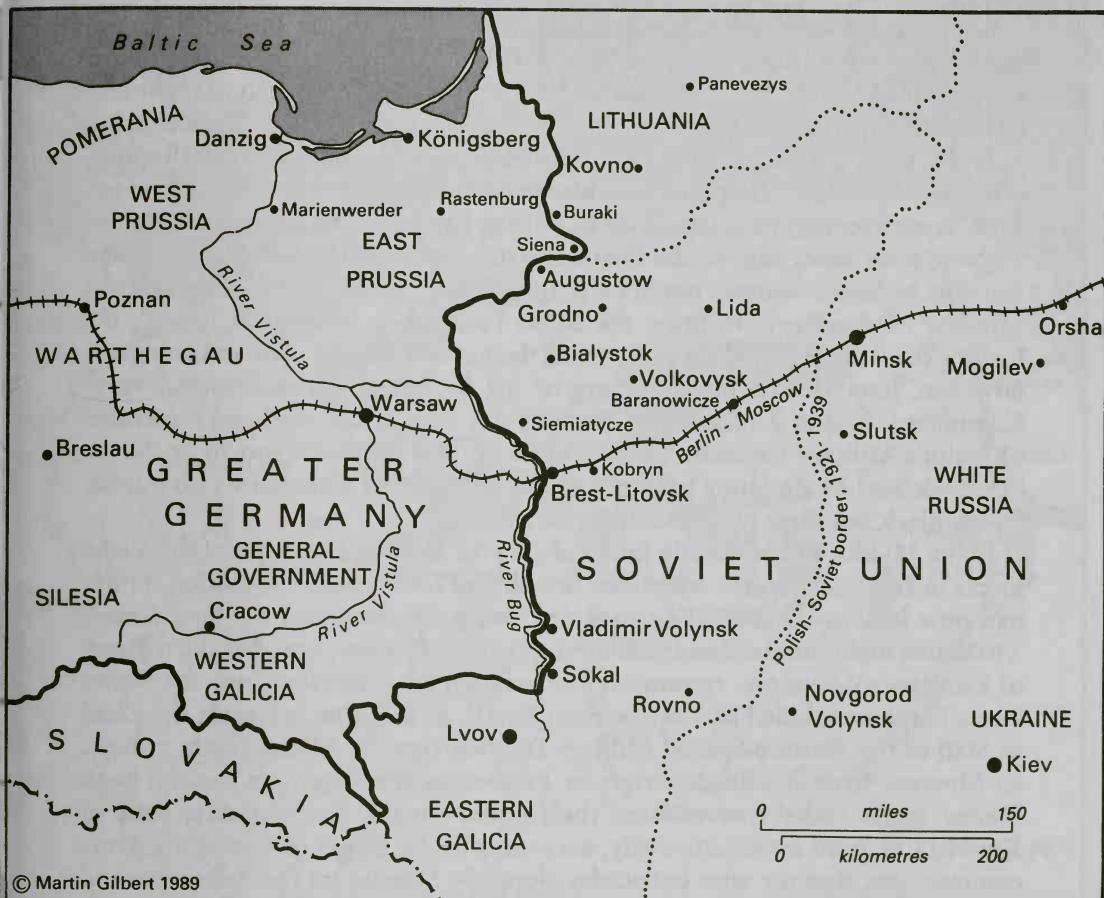 Baltic Sea
Panevezys
POMERANIA
LITHUANIA
Danzig
Königsberg
Kovno
WEST
PRUSSIA
Marienwerder
Rastenburg
Buraki
EAST
PRUSSIA
Siena
Augustow
River Vistula
Poznan
Grodno
Lida
Orsha
WARTHEGAU
Bialystok
Minsk
Mogilev
Volkovysk
Warsaw
Baranowicze
Berlin - Moscow
Siemiatycze
Slutsk
Breslau
Kobryn
Brest-Litovsk
WHITE
RUSSIA
GREATER
GERMANY
GENERAL
GOVERNMENT
River Bug
SOVIET UNION
Polish-Soviet border, 1921-1939
SILESIA
Cracow
River Vistula
Vladimir Volynsk
WESTERN
GALICIA
Sokal
Rovno
Novgorod
Volynsk
UKRAINE
SLOVAKIA
Lvov
Kiev
EASTERN
GALICIA
0 miles 150
0 kilometres 200
© Martin Gilbert 1989